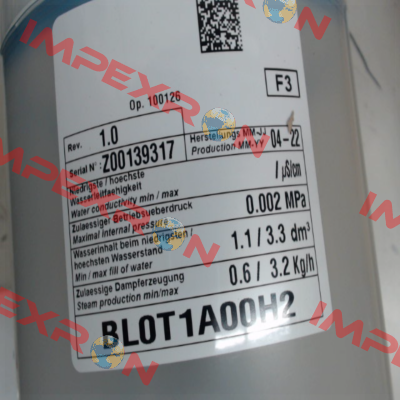 IMPEXRON
F3
Op. 100126
Rev. 1.0
Herstellungs MM-JJ
Production MM-YY 04-22
Serial N°: Z00139317
Niedrigste / hoechste
Wasserleitfaehigkeit
Water conductivity min / max / µS/cm
Zulaessiger Betriebsueberdruck
Maximal internal pressure 0.002 MPa
Wasserinhalt beim niedrigsten /
hoechsten Wasserstand
Min / max fill of water 1.1 / 3.3 dm³
Zulaessige Dampferzeugung
Steam production min/max 0.6 / 3.2 Kg/h
BL0T1A00H2